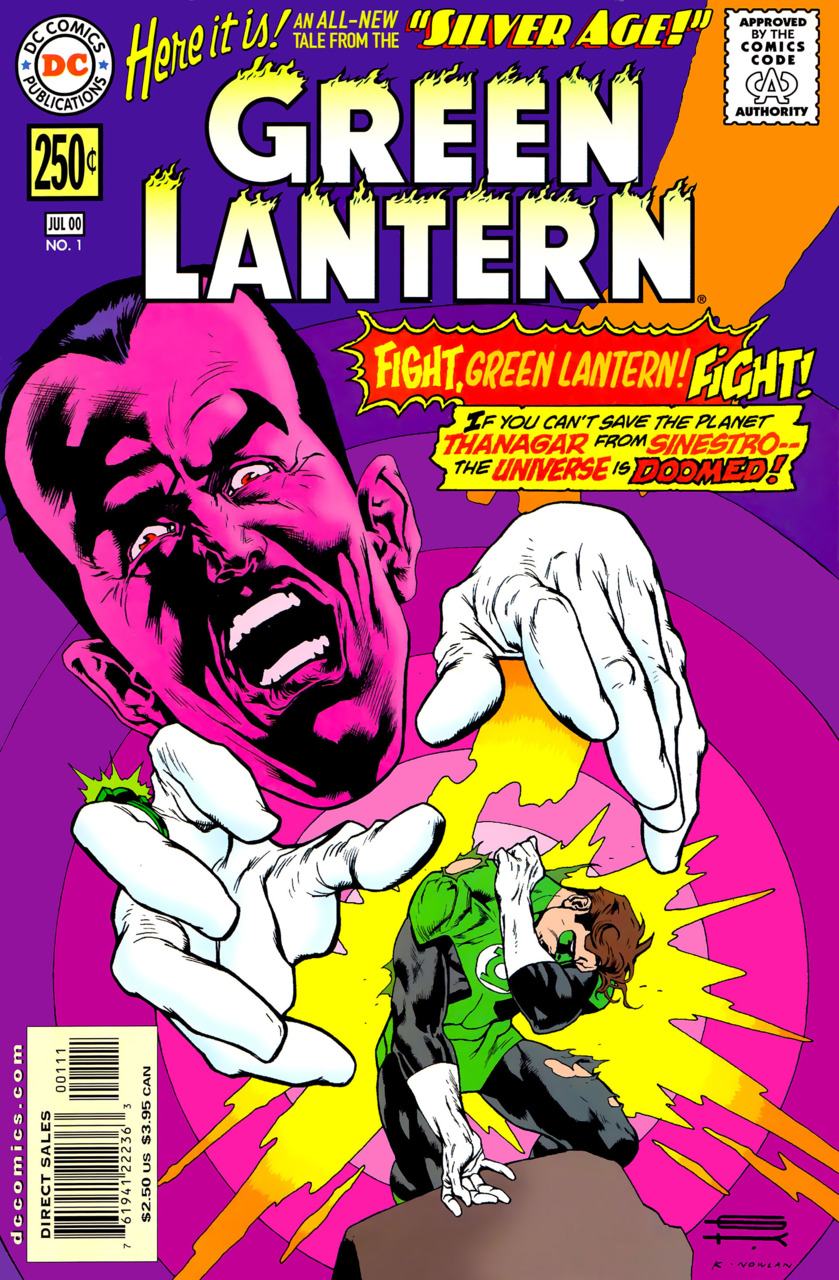 DC COMICS
DC
PUBLICATIONS
Here it is! AN ALL-NEW
TALE FROM THE
"SILVER AGE!"
APPROVED
BY THE
COMICS
CODE
CA
AUTHORITY
GREEN
LANTERN®
250¢
JUL 00
NO. 1
FIGHT, GREEN LANTERN! FIGHT!
IF YOU CAN'T SAVE THE PLANET
THANAGAR FROM SINESTRO--
THE UNIVERSE IS DOOMED!
dccomics.com
DIRECT SALES
00111
7 61941 22236 3
$2.50 US $3.95 CAN
K. NOWLAN